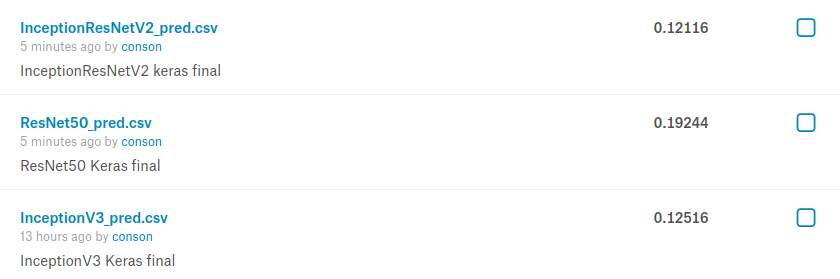 InceptionResNetV2_pred.csv 0.12116
5 minutes ago by conson
InceptionResNetV2 keras final
ResNet50_pred.csv 0.19244
5 minutes ago by conson
ResNet50 Keras final
InceptionV3_pred.csv 0.12516
13 hours ago by conson
InceptionV3 Keras final